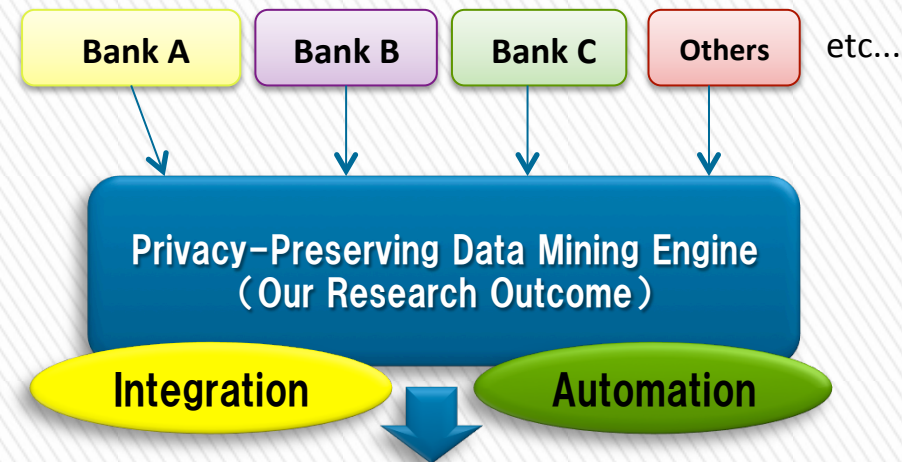 Bank A
Bank B
Bank C
Others
etc...
Privacy-Preserving Data Mining Engine
（Our Research Outcome）
Integration
Automation